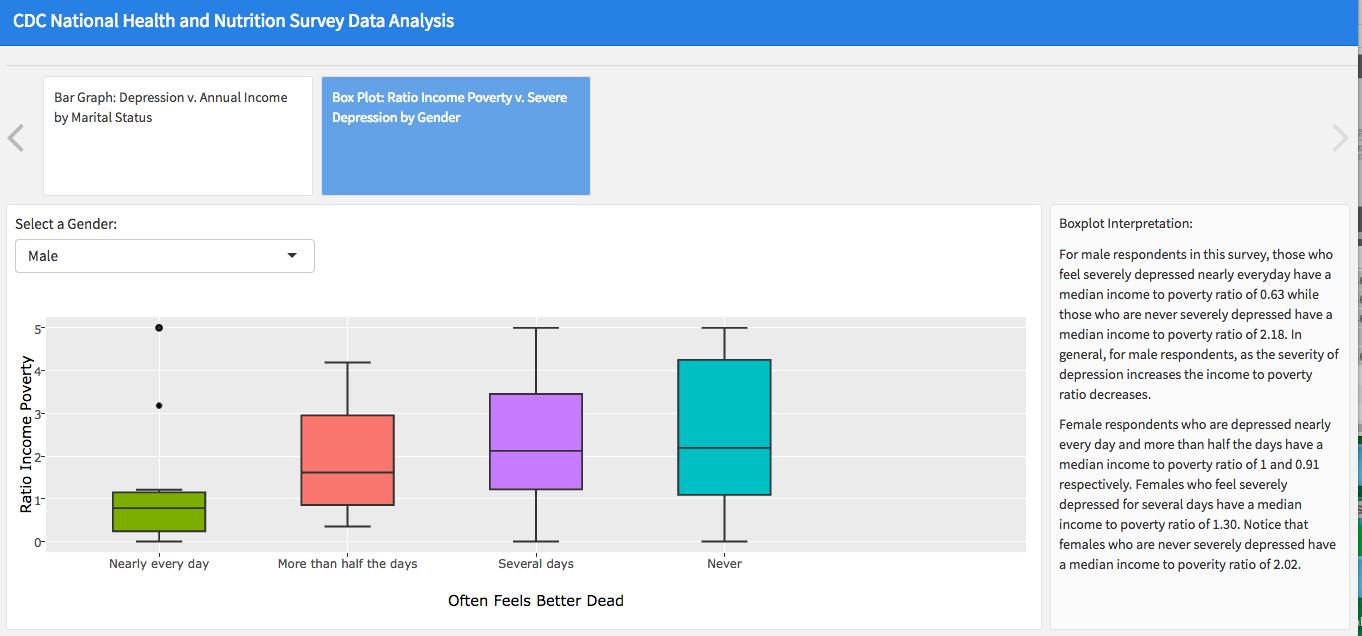 CDC National Health and Nutrition Survey Data Analysis
Bar Graph: Depression v. Annual Income
by Marital Status
Box Plot: Ratio Income Poverty v. Severe
Depression by Gender
Select a Gender:
Male
Ratio Income Poverty
5
4
3
2
1
0
Nearly every day
More than half the days
Several days
Never
Often Feels Better Dead
Boxplot Interpretation:
For male respondents in this survey, those who
feel severely depressed nearly everyday have a
median income to poverty ratio of 0.63 while
those who are never severely depressed have a
median income to poverty ratio of 2.18. In
general, for male respondents, as the severity of
depression increases the income to poverty
ratio decreases.
Female respondents who are depressed nearly
every day and more than half the days have a
median income to poverty ratio of 1 and 0.91
respectively. Females who feel severely
depressed for several days have a median
income to poverty ratio of 1.30. Notice that
females who are never severely depressed have
a median income to poverity ratio of 2.02.